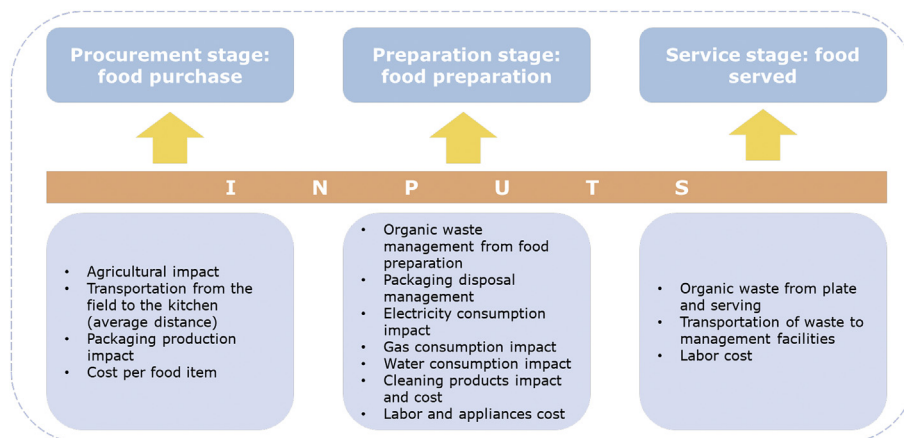 Procurement stage:
food purchase
Preparation stage:
food preparation
Service stage: food
served
I N P U T S
• Agricultural impact
• Transportation from the
field to the kitchen
(average distance)
• Packaging production
impact
• Cost per food item
• Organic waste
management from food
preparation
• Packaging disposal
management
• Electricity consumption
impact
• Gas consumption impact
• Water consumption impact
• Cleaning products impact
and cost
• Labor and appliances cost
• Organic waste from plate
and serving
• Transportation of waste to
management facilities
• Labor cost